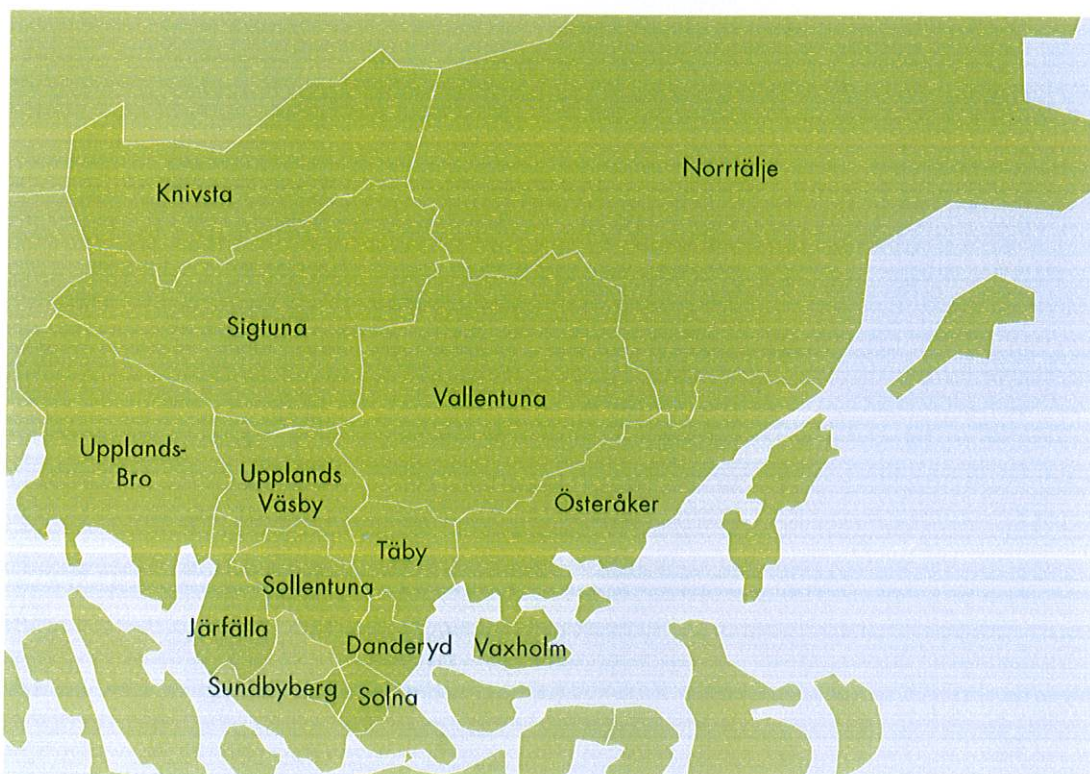 Norrtälje
Knivsta
Sigtuna
Vallentuna
Upplands-
Bro
Upplands
Väsby
Österåker
Täby
Sollentuna
Järfälla
Danderyd
Vaxholm
Sundbyberg
Solna